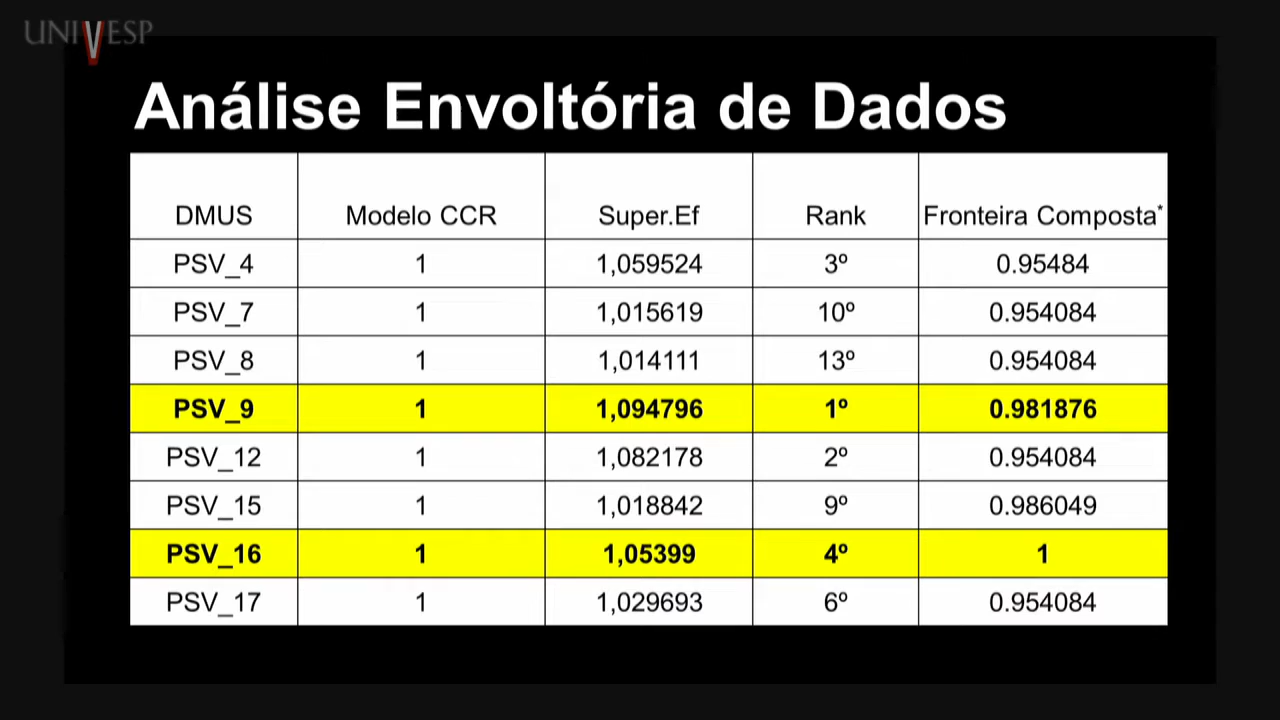 UNIVESP
Análise Envoltória de Dados
DMUS Modelo CCR Super.Ef Rank Fronteira Composta*
PSV_4 1 1,059524 3º 0.95484
PSV_7 1 1,015619 10º 0.954084
PSV_8 1 1,014111 13º 0.954084
PSV_9 1 1,094796 1º 0.981876
PSV_12 1 1,082178 2º 0.954084
PSV_15 1 1,018842 9º 0.986049
PSV_16 1 1,05399 4º 1
PSV_17 1 1,029693 6º 0.954084